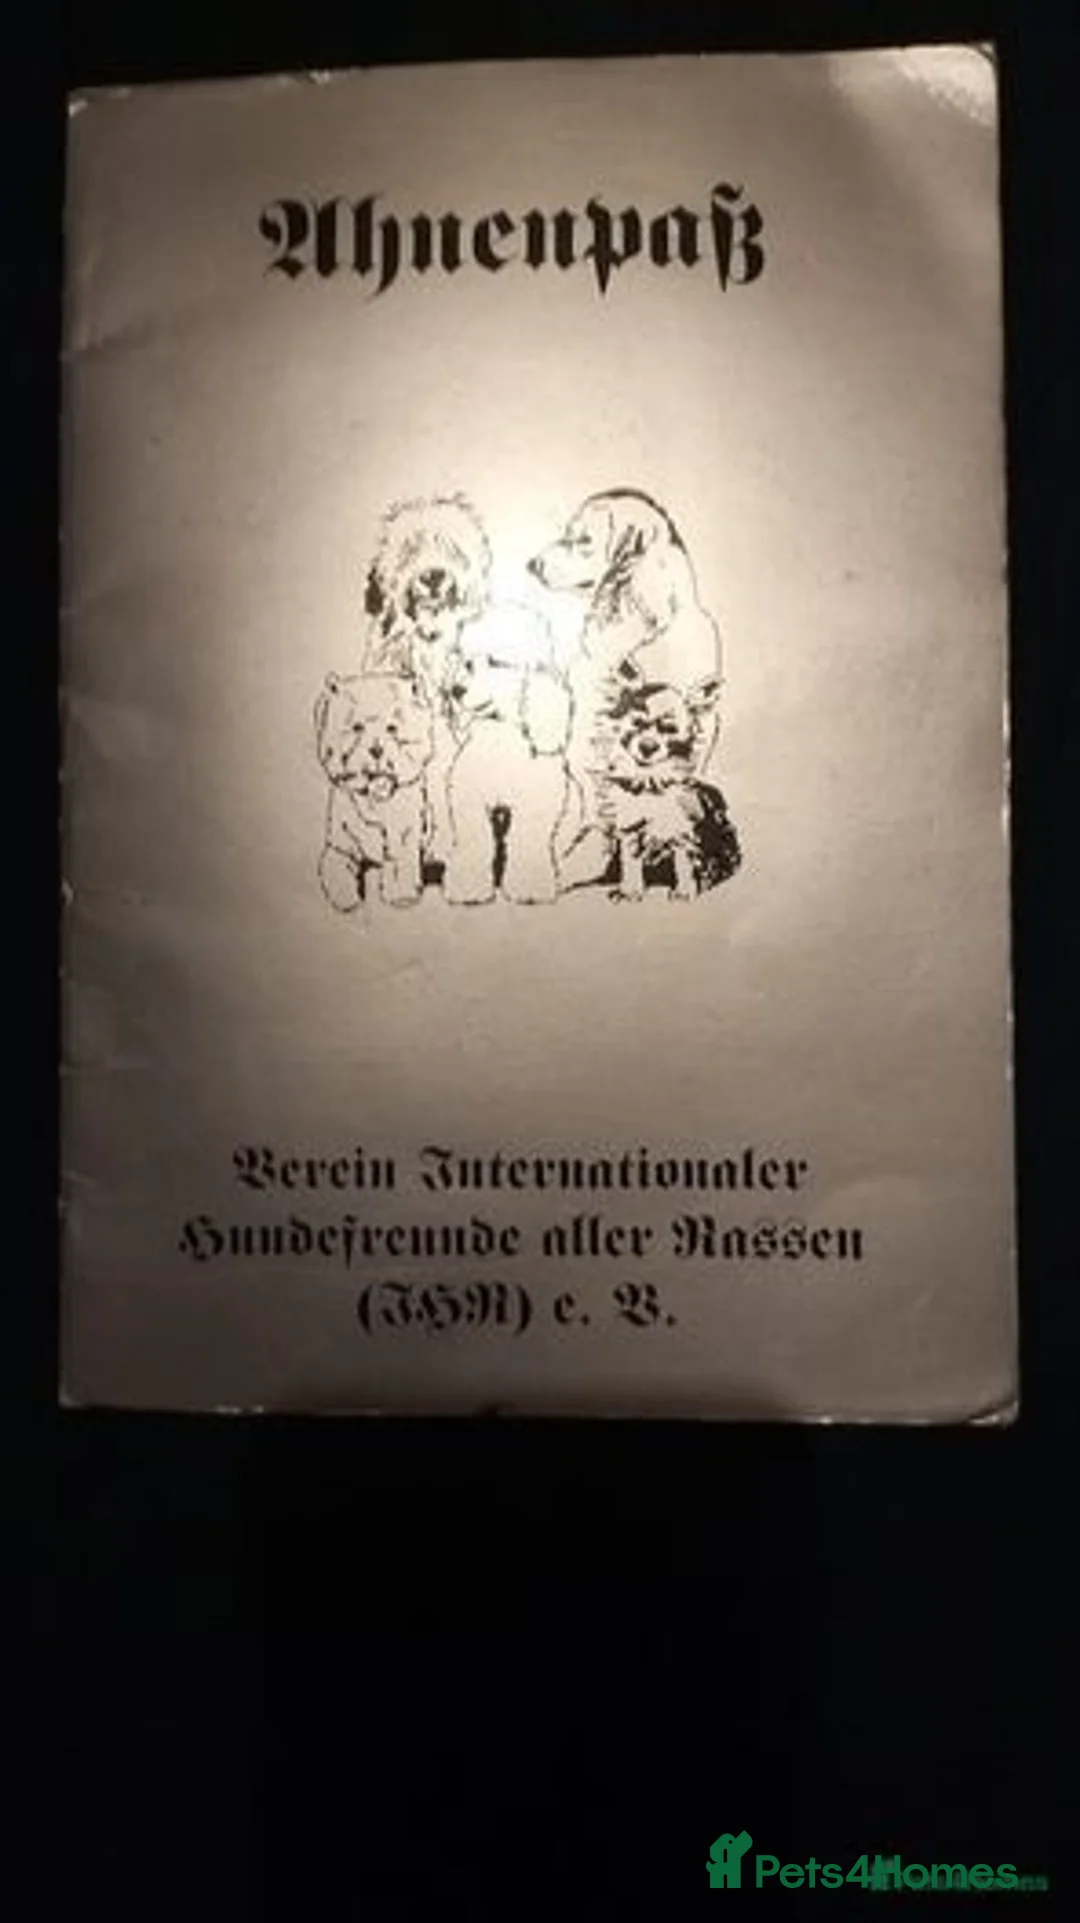 Ahnenpaß
Verein Internationaler
Hundefreunde aller Rassen
(IHR) e. V.
Pets4Homes